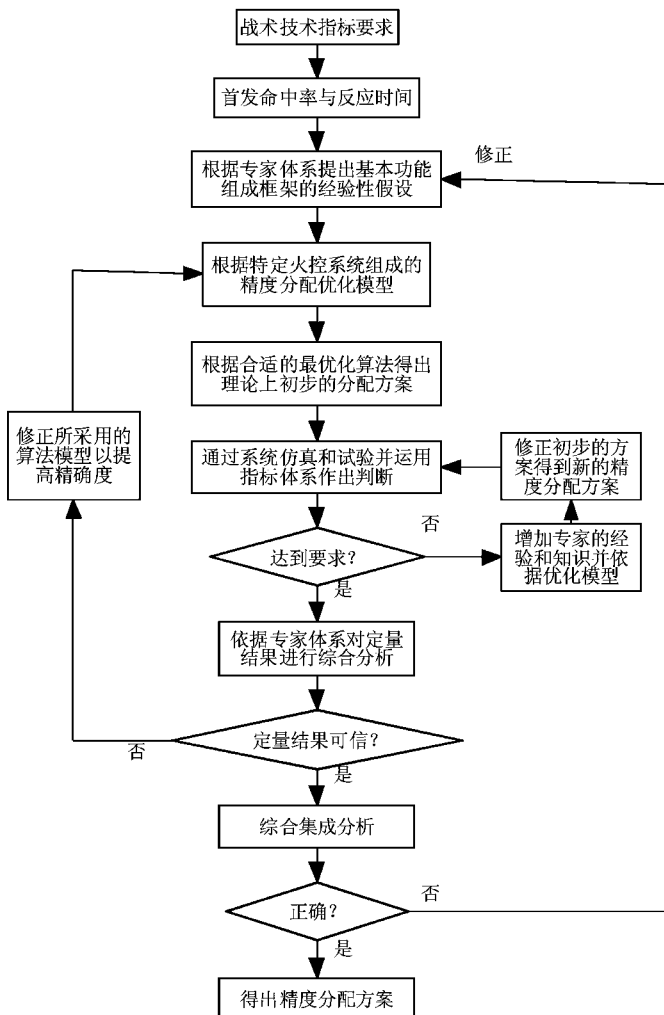 战术技术指标要求
首发命中率与反应时间
修正
根据专家体系提出基本功能
组成框架的经验性假设
根据特定火控系统组成的
精度分配优化模型
根据合适的最优化算法得出
理论上初步的分配方案
修正所采用的
算法模型以提
高精确度
通过系统仿真和试验并运用
指标体系作出判断
修正初步的方
案得到新的精
度分配方案
否
达到要求?
增加专家的经
验和知识并依
据优化模型
是
依据专家体系对定量
结果进行综合分析
定量结果可信?
否
是
综合集成分析
正确?
否
是
得出精度分配方案